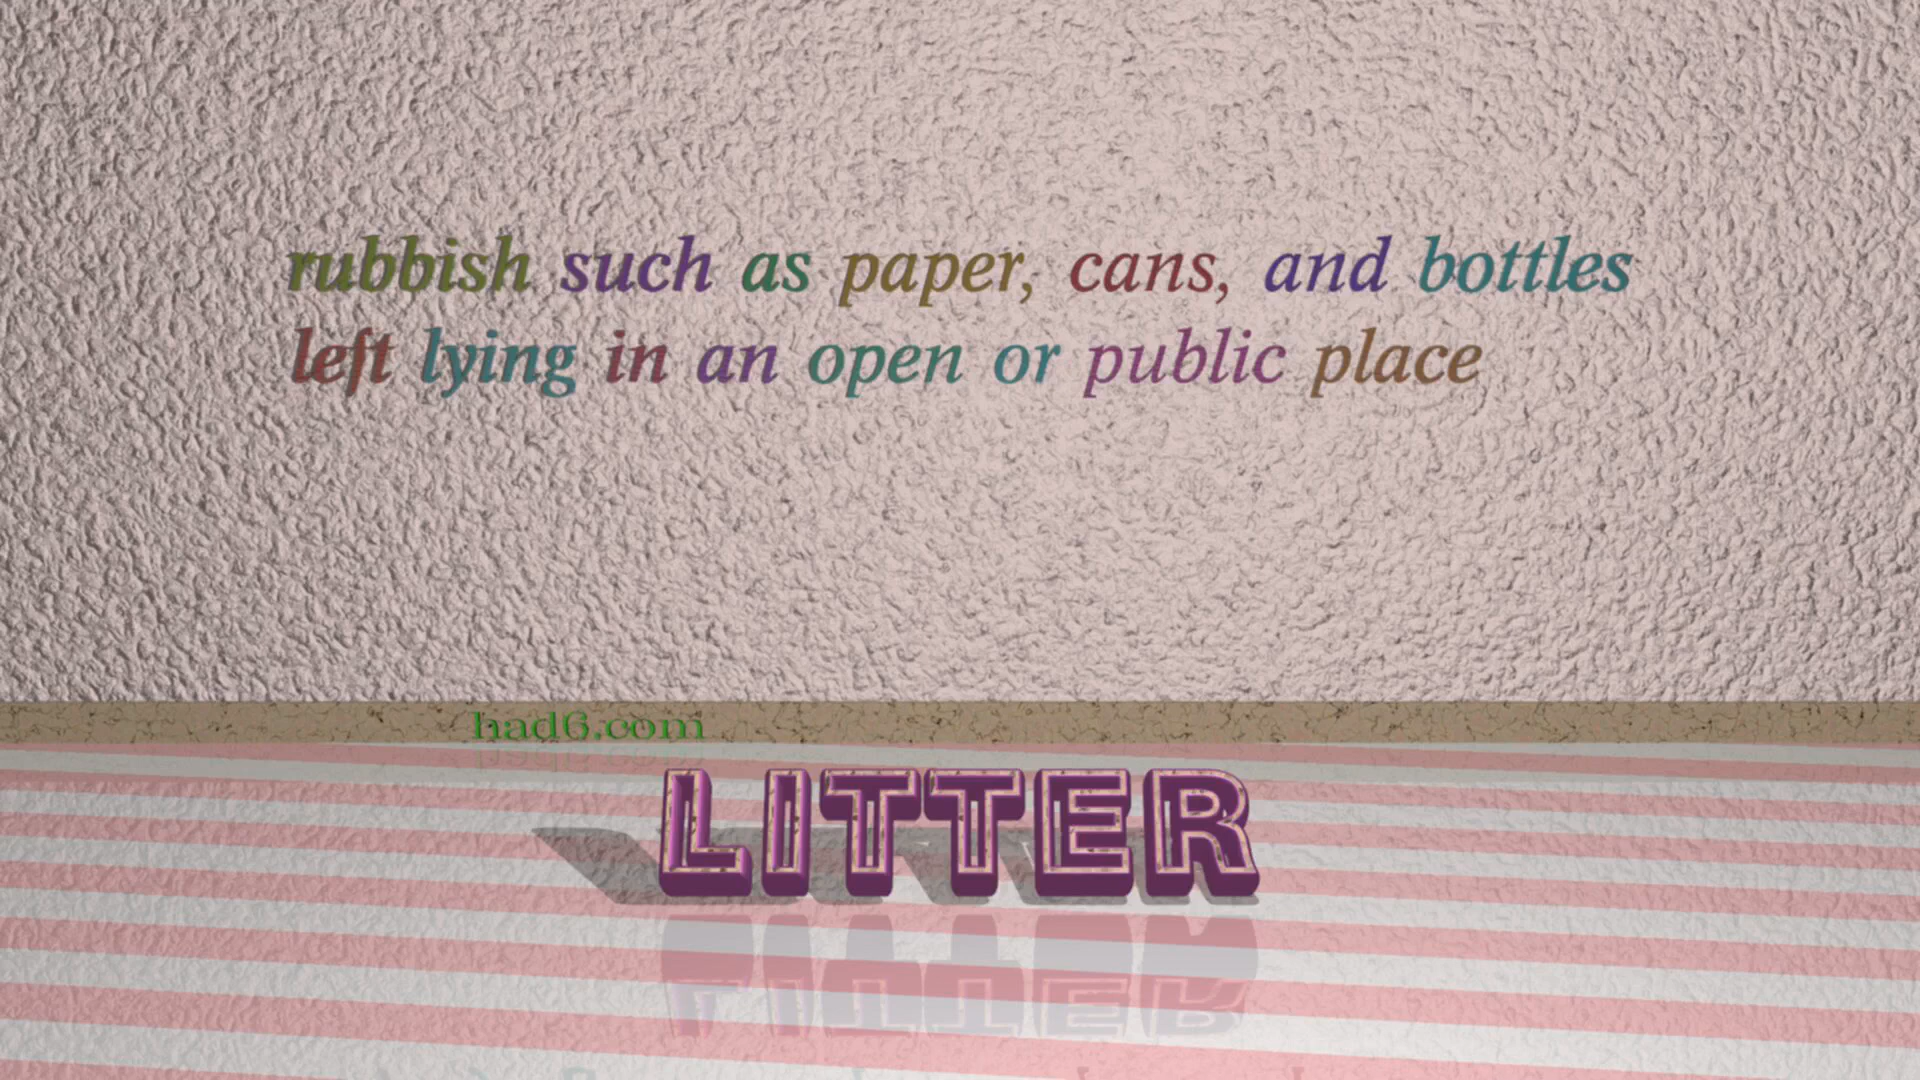 rubbish such as paper, cans, and bottles
left lying in an open or public place
had6.com
LITTER